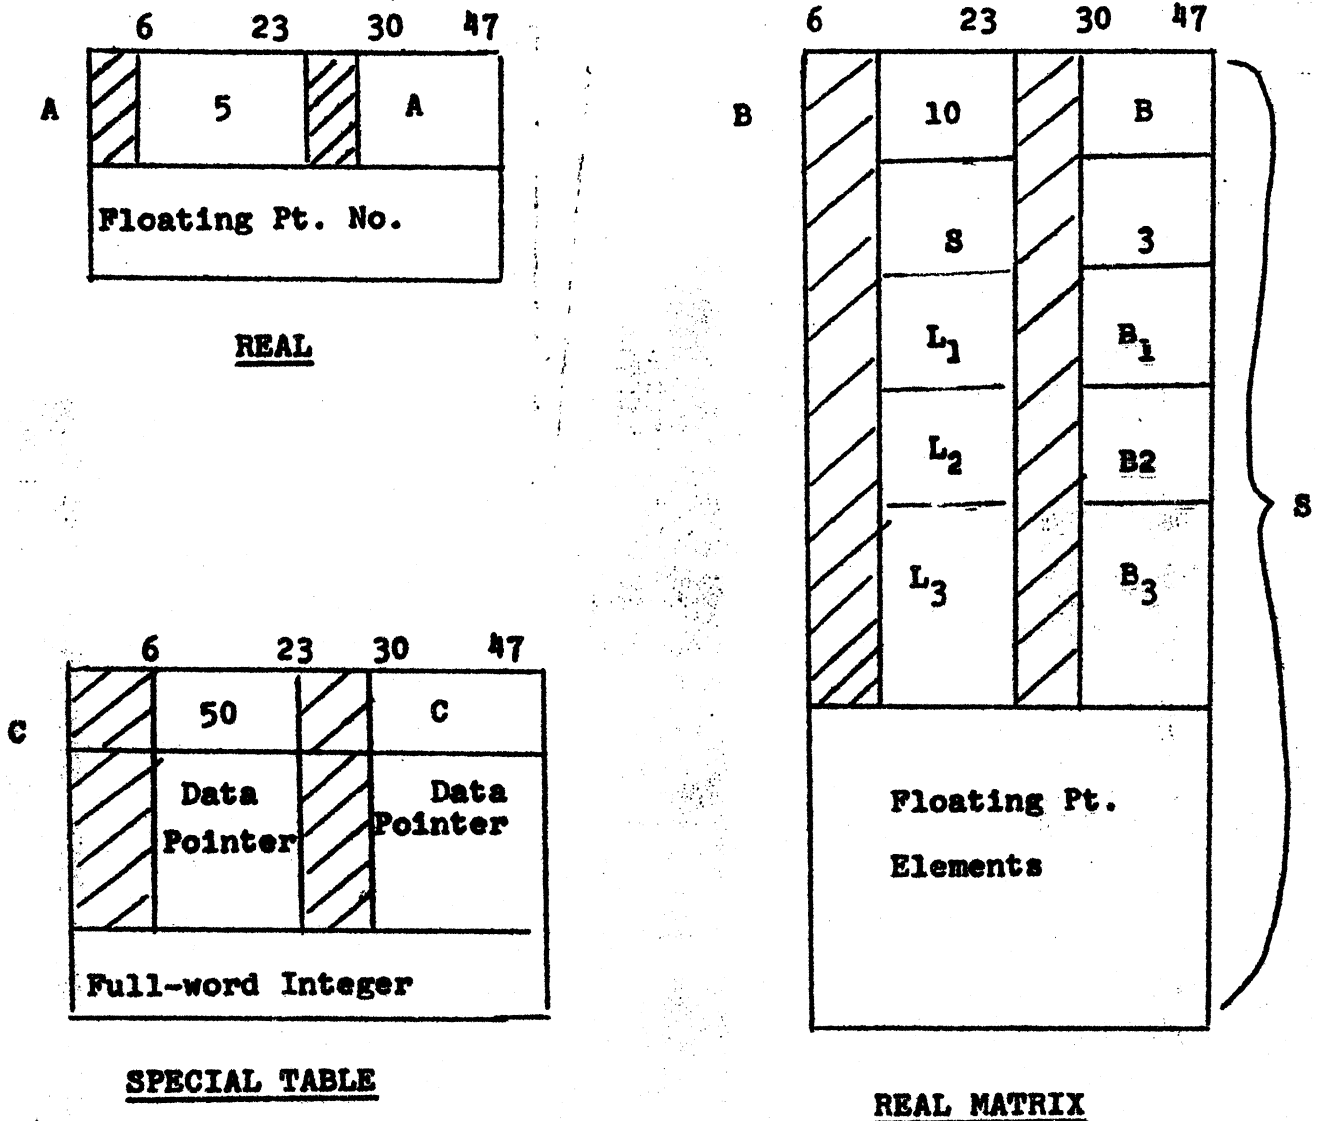 6 23 30 47
A 5 A
Floating Pt. No.
REAL
6 23 30 47
B 10 B
S 3
L1 B1
L2 B2
L3 B3
S
Floating Pt.
Elements
REAL MATRIX
6 23 30 47
C 50 C
Data Data
Pointer Pointer
Full-word Integer
SPECIAL TABLE